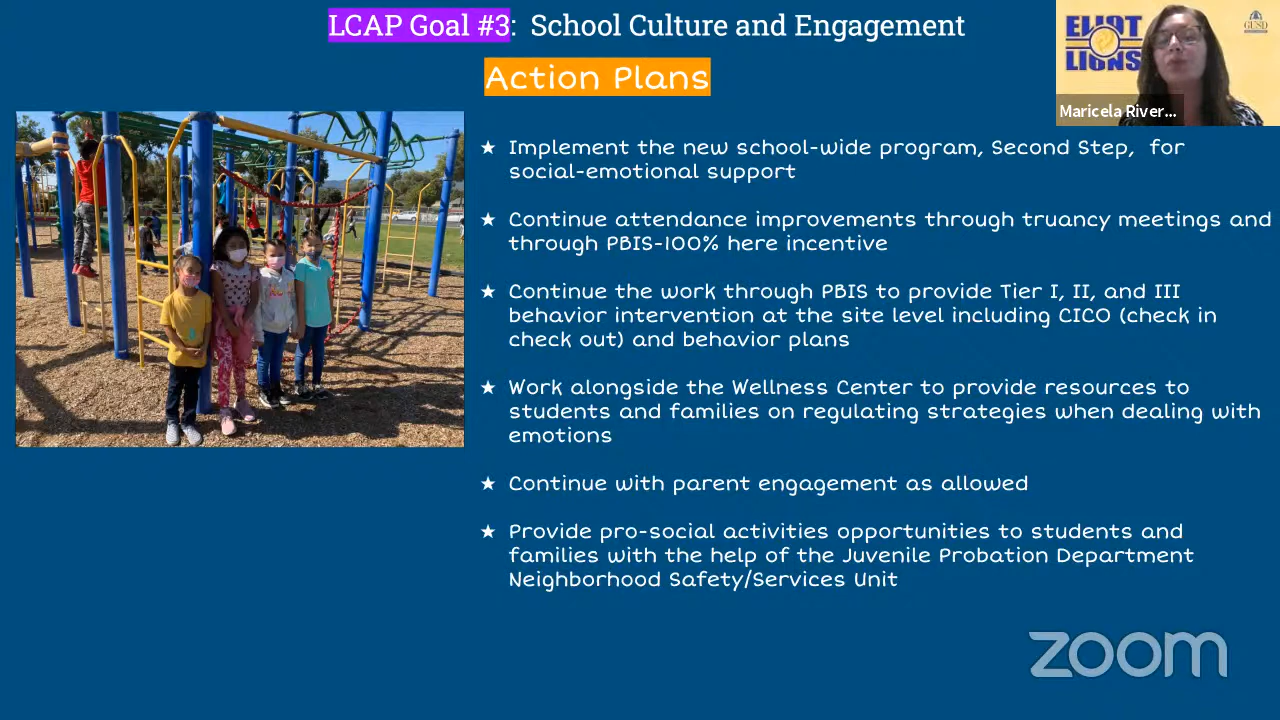 LCAP Goal #3: School Culture and Engagement
Action Plans
ELIOT
LIONS
GUSD
Maricela River...
★ Implement the new school-wide program, Second Step, for
social-emotional support
★ Continue attendance improvements through truancy meetings and
through PBIS-100% here incentive
★ Continue the work through PBIS to provide Tier I, II, and III
behavior intervention at the site level including CICO (check in
check out) and behavior plans
★ Work alongside the Wellness Center to provide resources to
students and families on regulating strategies when dealing with
emotions
★ Continue with parent engagement as allowed
★ Provide pro-social activities opportunities to students and
families with the help of the Juvenile Probation Department
Neighborhood Safety/Services Unit
zoom